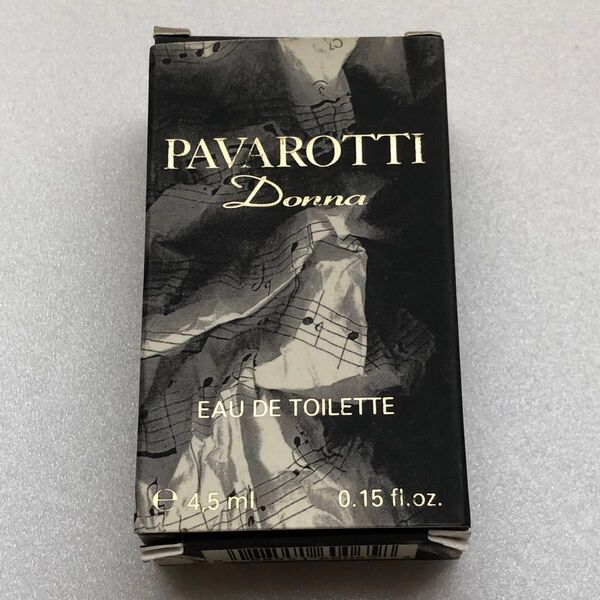 PAVAROTTI
Donna
EAU DE TOILETTE
℮ 4,5 ml 0.15 fl.oz.